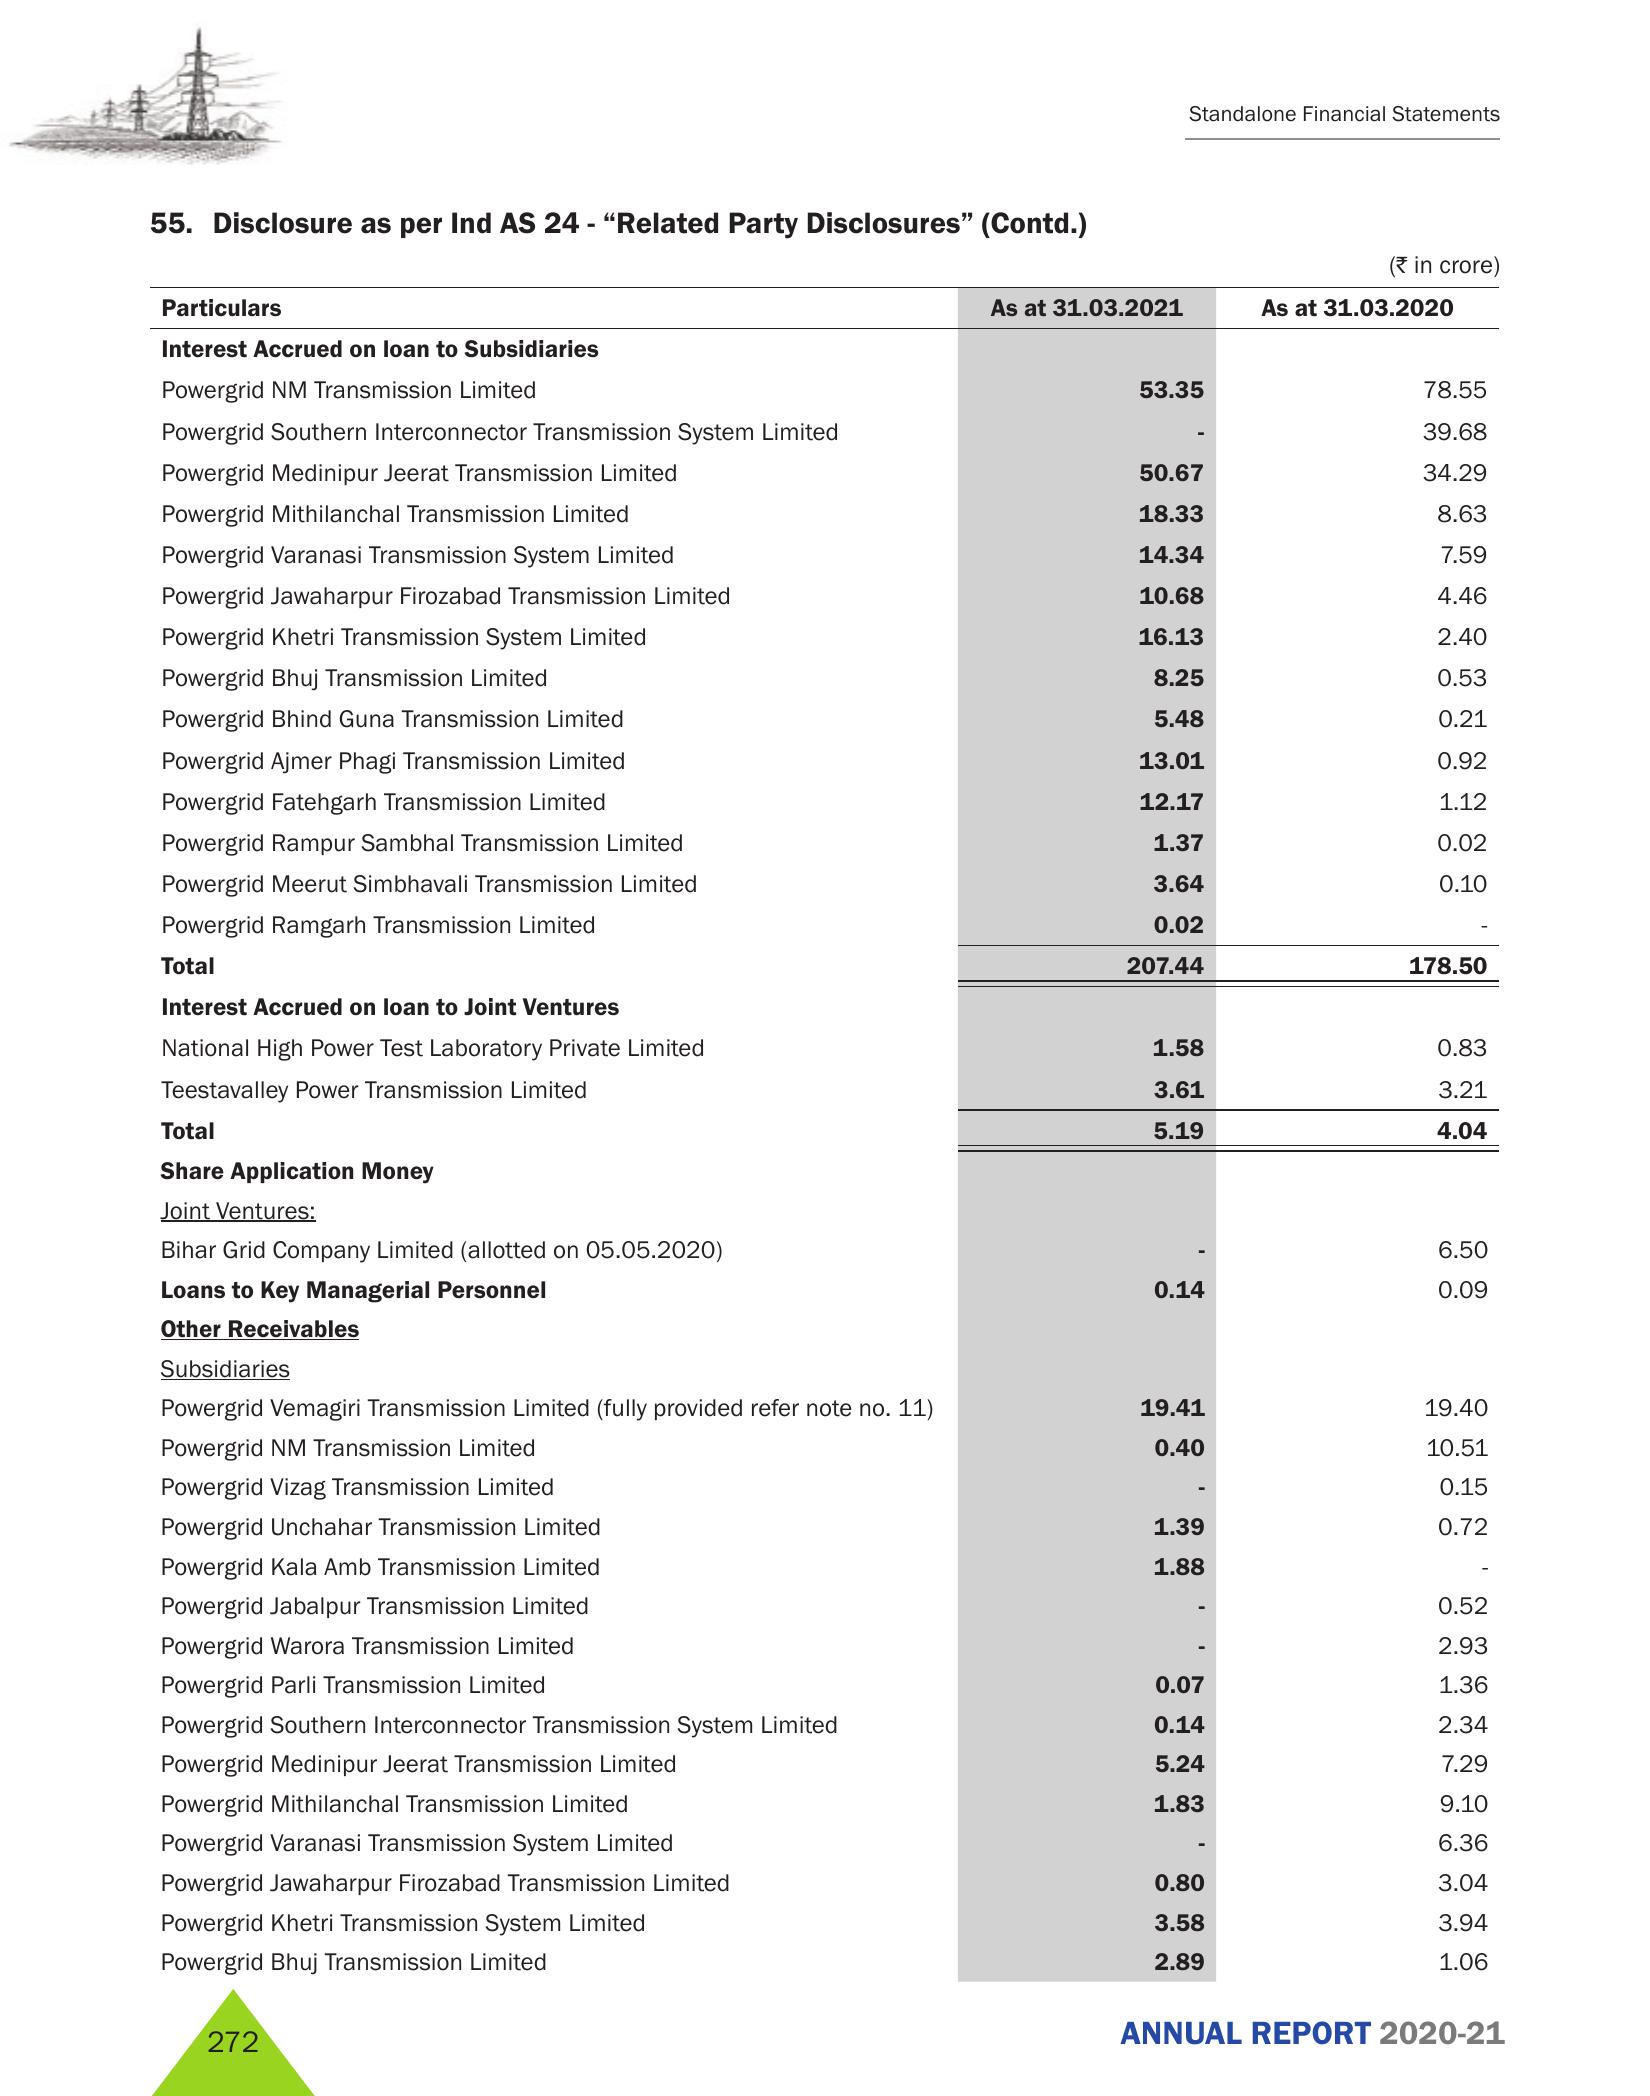 Standalone Financial Statements
55. Disclosure as per Ind AS 24 - “Related Party Disclosures” (Contd.)
(₹ in crore)
Particulars As at 31.03.2021 As at 31.03.2020
Interest Accrued on loan to Subsidiaries
Powergrid NM Transmission Limited 53.35 78.55
Powergrid Southern Interconnector Transmission System Limited - 39.68
Powergrid Medinipur Jeerat Transmission Limited 50.67 34.29
Powergrid Mithilanchal Transmission Limited 18.33 8.63
Powergrid Varanasi Transmission System Limited 14.34 7.59
Powergrid Jawaharpur Firozabad Transmission Limited 10.68 4.46
Powergrid Khetri Transmission System Limited 16.13 2.40
Powergrid Bhuj Transmission Limited 8.25 0.53
Powergrid Bhind Guna Transmission Limited 5.48 0.21
Powergrid Ajmer Phagi Transmission Limited 13.01 0.92
Powergrid Fatehgarh Transmission Limited 12.17 1.12
Powergrid Rampur Sambhal Transmission Limited 1.37 0.02
Powergrid Meerut Simbhavali Transmission Limited 3.64 0.10
Powergrid Ramgarh Transmission Limited 0.02 -
Total 207.44 178.50
Interest Accrued on loan to Joint Ventures
National High Power Test Laboratory Private Limited 1.58 0.83
Teestavalley Power Transmission Limited 3.61 3.21
Total 5.19 4.04
Share Application Money
Joint Ventures:
Bihar Grid Company Limited (allotted on 05.05.2020) - 6.50
Loans to Key Managerial Personnel 0.14 0.09
Other Receivables
Subsidiaries
Powergrid Vemagiri Transmission Limited (fully provided refer note no. 11) 19.41 19.40
Powergrid NM Transmission Limited 0.40 10.51
Powergrid Vizag Transmission Limited - 0.15
Powergrid Unchahar Transmission Limited 1.39 0.72
Powergrid Kala Amb Transmission Limited 1.88 -
Powergrid Jabalpur Transmission Limited - 0.52
Powergrid Warora Transmission Limited - 2.93
Powergrid Parli Transmission Limited 0.07 1.36
Powergrid Southern Interconnector Transmission System Limited 0.14 2.34
Powergrid Medinipur Jeerat Transmission Limited 5.24 7.29
Powergrid Mithilanchal Transmission Limited 1.83 9.10
Powergrid Varanasi Transmission System Limited - 6.36
Powergrid Jawaharpur Firozabad Transmission Limited 0.80 3.04
Powergrid Khetri Transmission System Limited 3.58 3.94
Powergrid Bhuj Transmission Limited 2.89 1.06
272
ANNUAL REPORT 2020-21